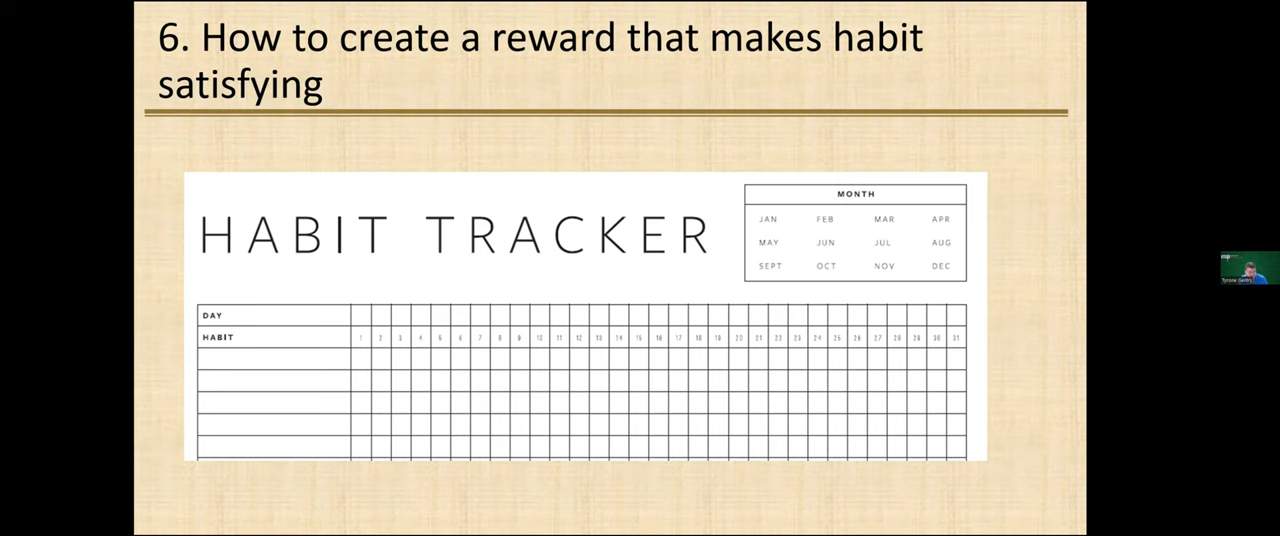 6. How to create a reward that makes habit
satisfying
HABIT TRACKER
MONTH
JAN FEB MAR APR
MAY JUN JUL AUG
SEPT OCT NOV DEC
DAY
HABIT 1 2 3 4 5 6 7 8 9 10 11 12 13 14 15 16 17 18 19 20 21 22 23 24 25 26 27 28 29 30 31
Tyrone Gentry